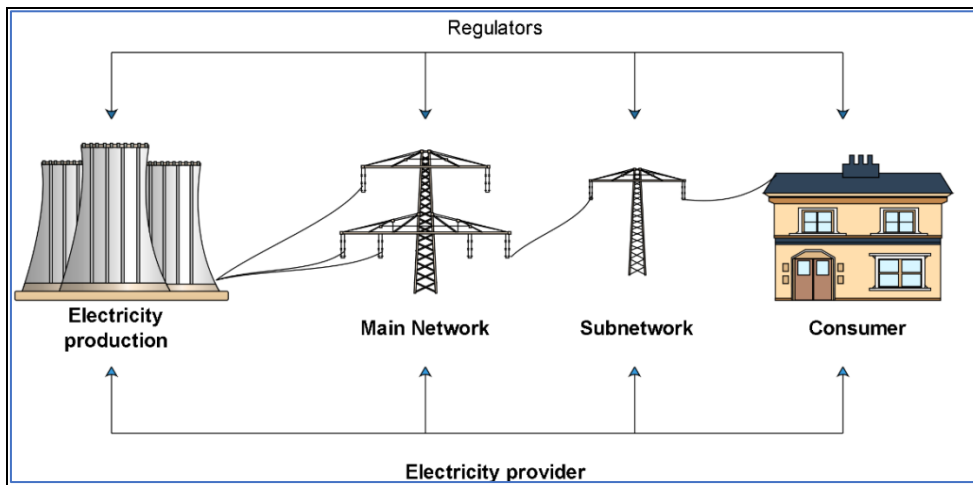 Regulators
Electricity
production
Main Network
Subnetwork
Consumer
Electricity provider